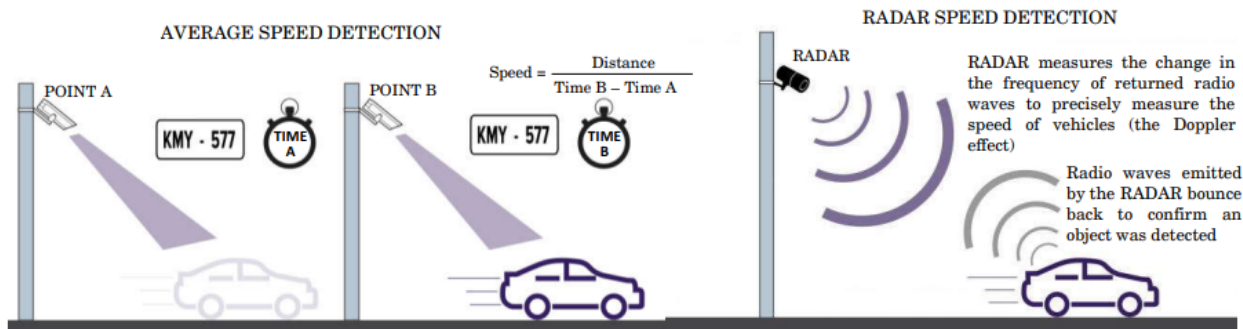 AVERAGE SPEED DETECTION
POINT A
KMY - 577
TIME
A
POINT B
Speed = Distance / Time B – Time A
KMY - 577
TIME
B
RADAR SPEED DETECTION
RADAR
RADAR measures the change in
the frequency of returned radio
waves to precisely measure the
speed of vehicles (the Doppler
effect)
Radio waves emitted
by the RADAR bounce
back to confirm an
object was detected